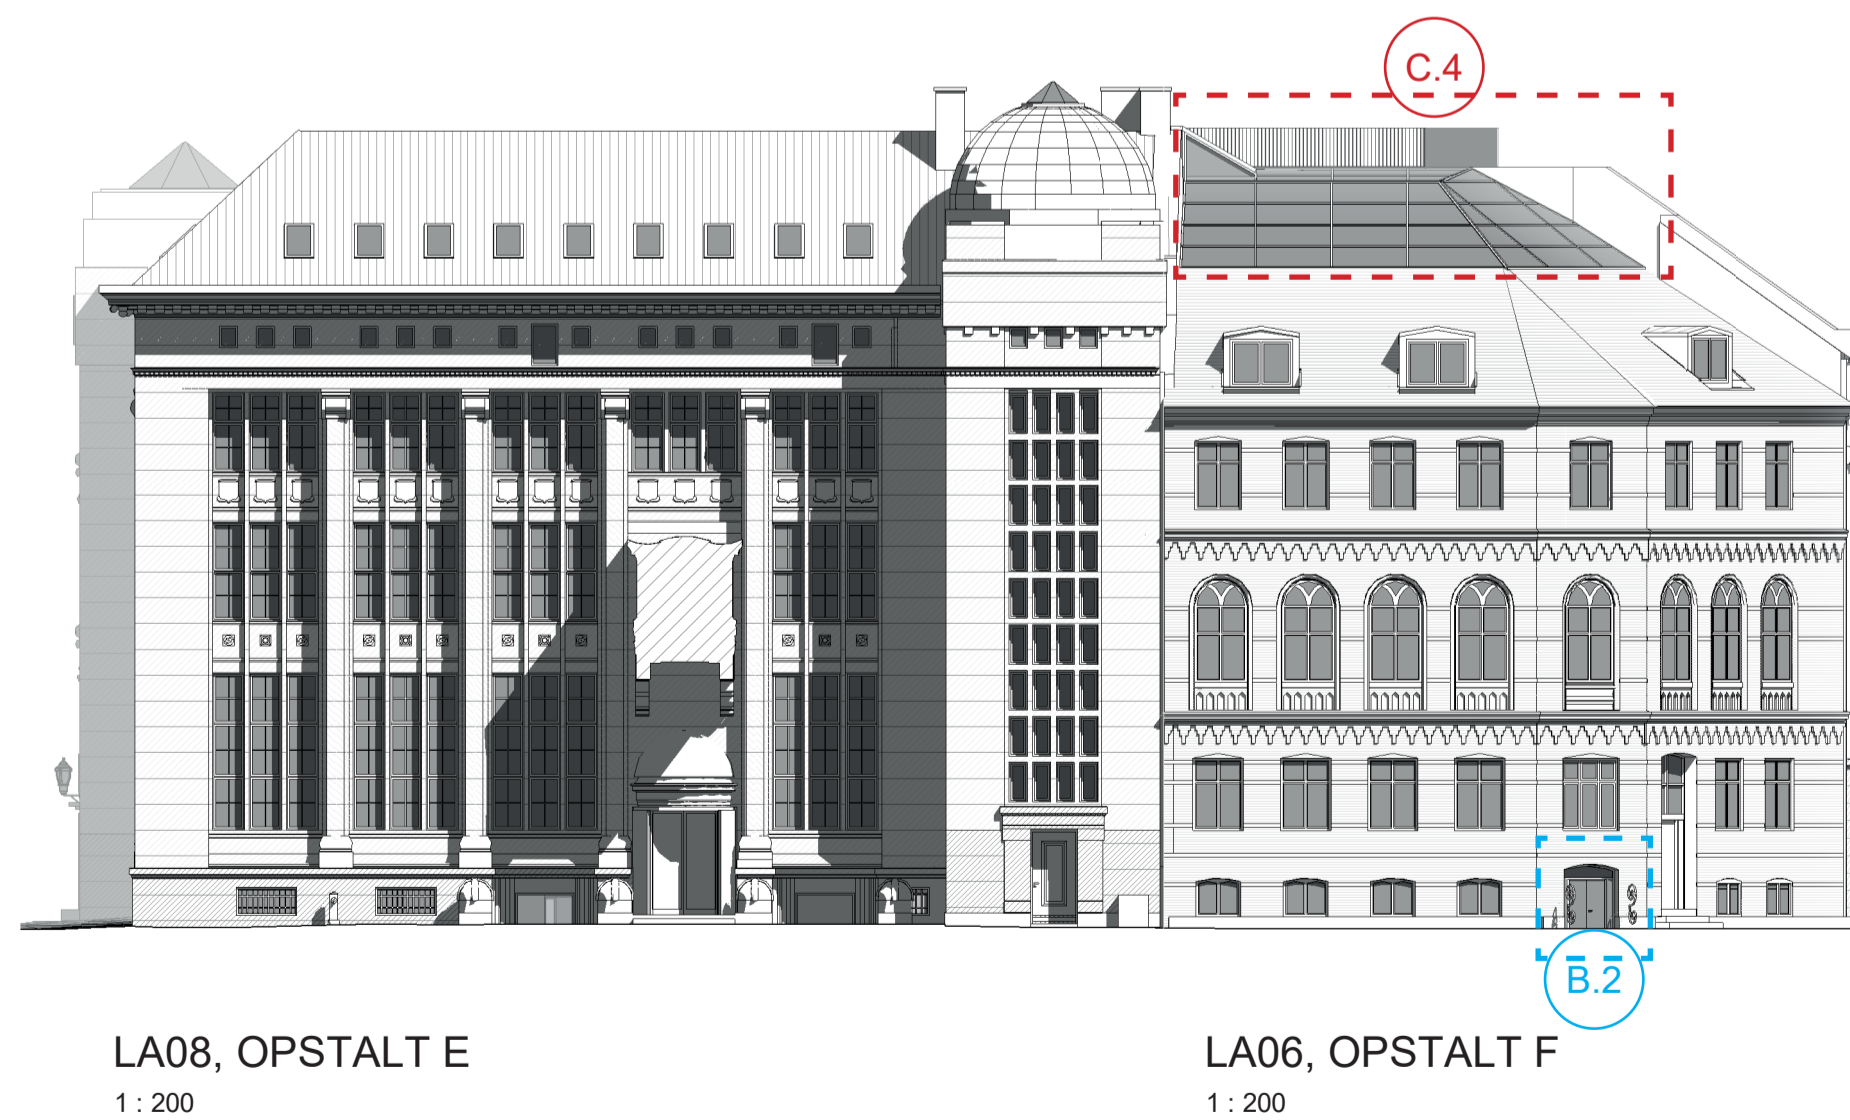 C.4
B.2
LA08, OPSTALT E
1 : 200
LA06, OPSTALT F
1 : 200